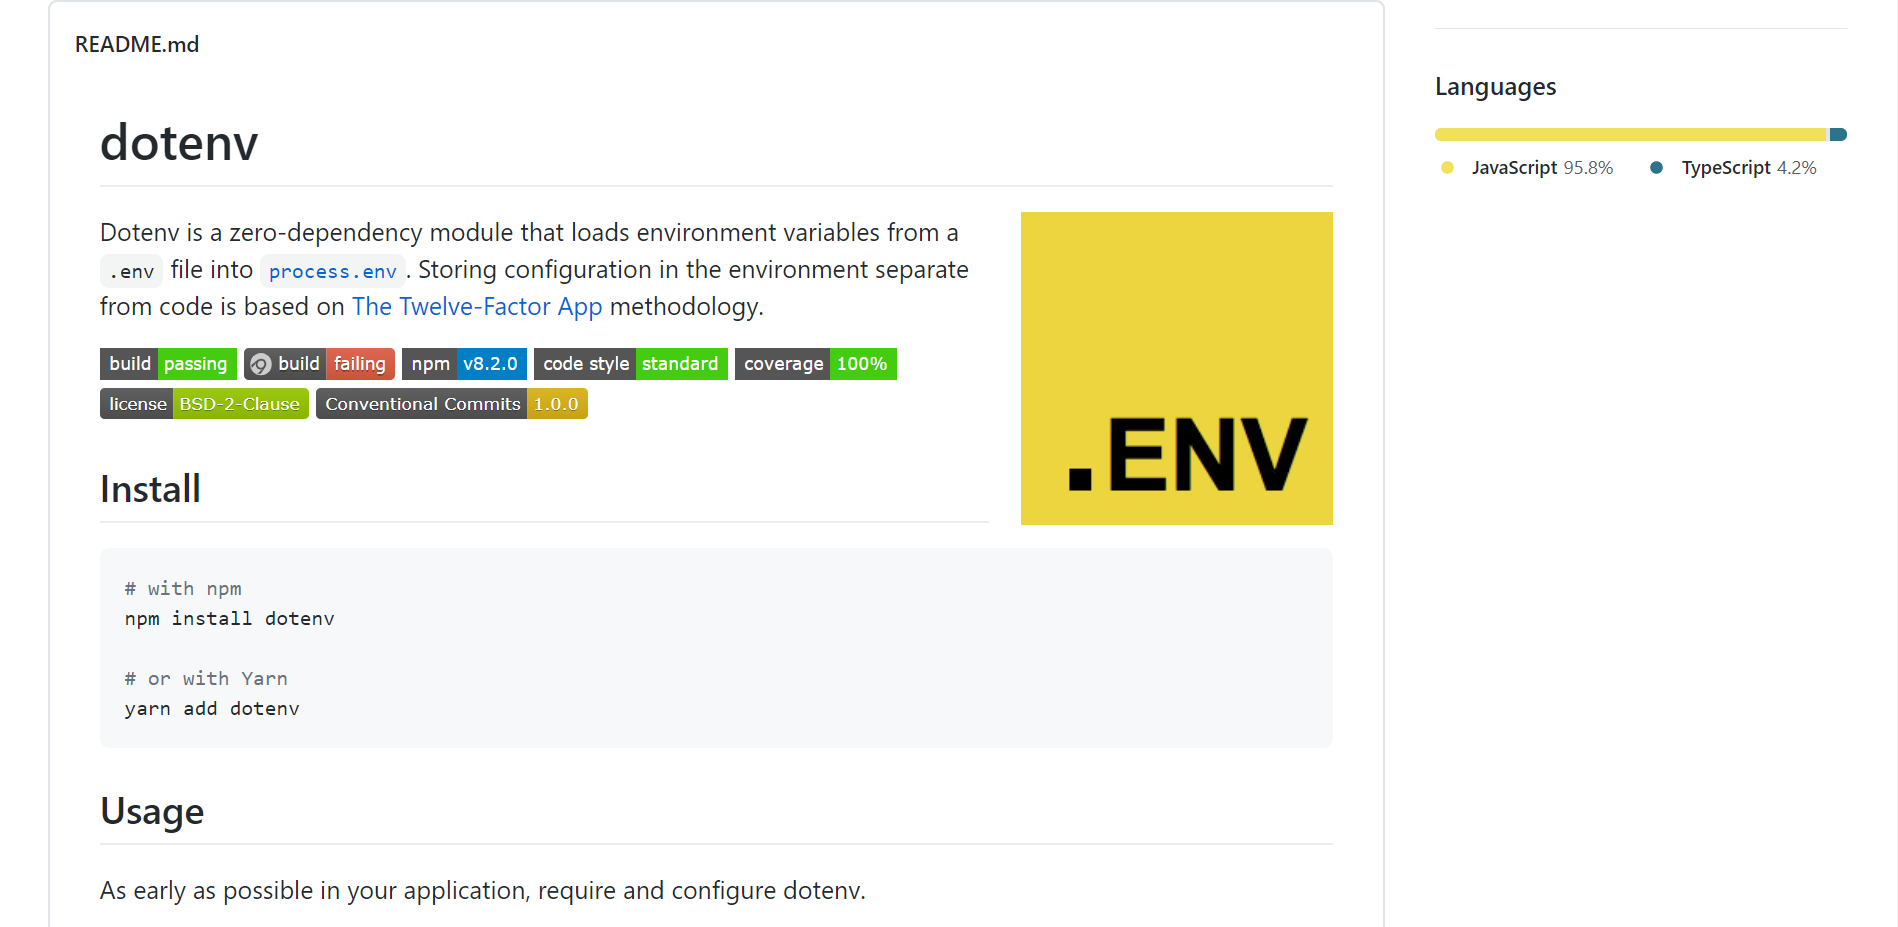 README.md
dotenv
Dotenv is a zero-dependency module that loads environment variables from a
.env file into process.env. Storing configuration in the environment separate
from code is based on The Twelve-Factor App methodology.
build passing build failing npm v8.2.0 code style standard coverage 100%
license BSD-2-Clause Conventional Commits 1.0.0
.ENV
Install
# with npm
npm install dotenv
# or with Yarn
yarn add dotenv
Usage
As early as possible in your application, require and configure dotenv.
Languages
JavaScript 95.8% TypeScript 4.2%